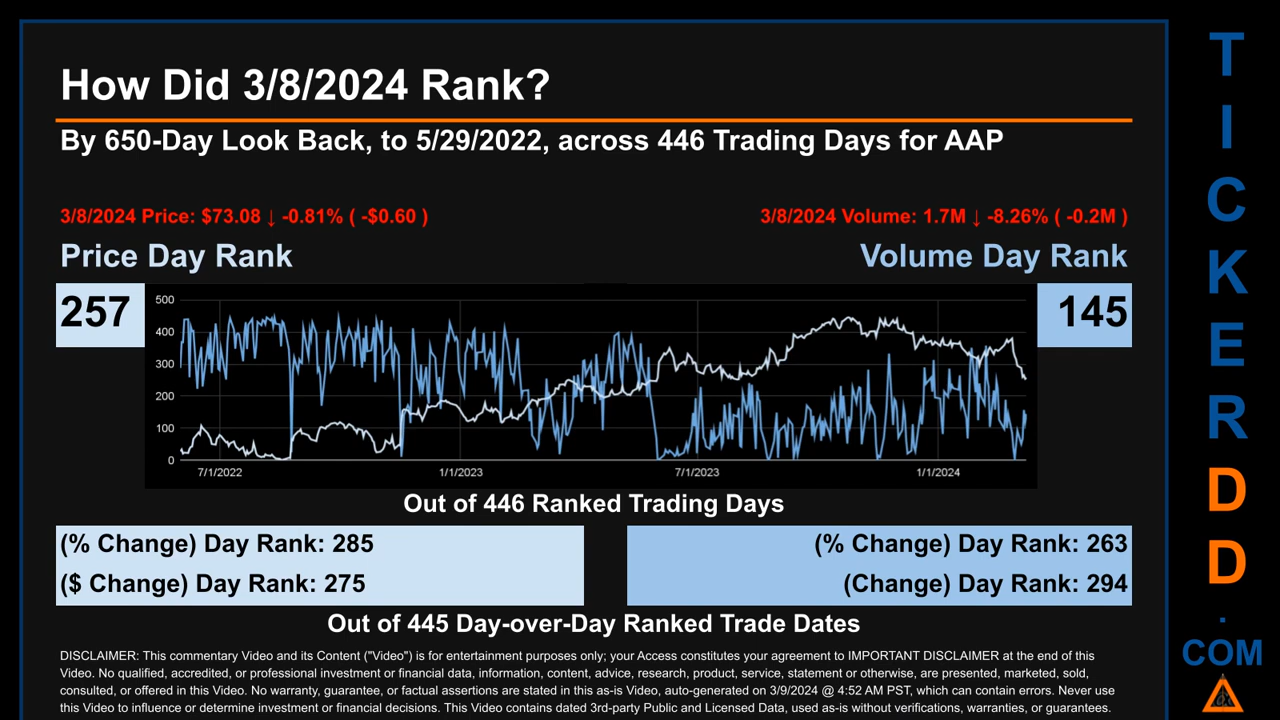 How Did 3/8/2024 Rank?
By 650-Day Look Back, to 5/29/2022, across 446 Trading Days for AAP
3/8/2024 Price: $73.08 ↓ -0.81% ( -$0.60 )
3/8/2024 Volume: 1.7M ↓ -8.26% ( -0.2M )
Price Day Rank
Volume Day Rank
257
145
500
400
300
200
100
0
7/1/2022
1/1/2023
7/1/2023
1/1/2024
Out of 446 Ranked Trading Days
(% Change) Day Rank: 285
($ Change) Day Rank: 275
(% Change) Day Rank: 263
(Change) Day Rank: 294
Out of 445 Day-over-Day Ranked Trade Dates
DISCLAIMER: This commentary Video and its Content ("Video") is for entertainment purposes only; your Access constitutes your agreement to IMPORTANT DISCLAIMER at the end of this
Video. No qualified, accredited, or professional investment or financial data, information, content, advice, research, product, service, statement or otherwise, are presented, marketed, sold,
consulted, or offered in this Video. No warranty, guarantee, or factual assertions are stated in this as-is Video, auto-generated on 3/9/2024 @ 4:52 AM PST, which can contain errors. Never use
this Video to influence or determine investment or financial decisions. This Video contains dated 3rd-party Public and Licensed Data, used as-is without verifications, warranties, or guarantees.
T
I
C
K
E
R
D
D
.
COM